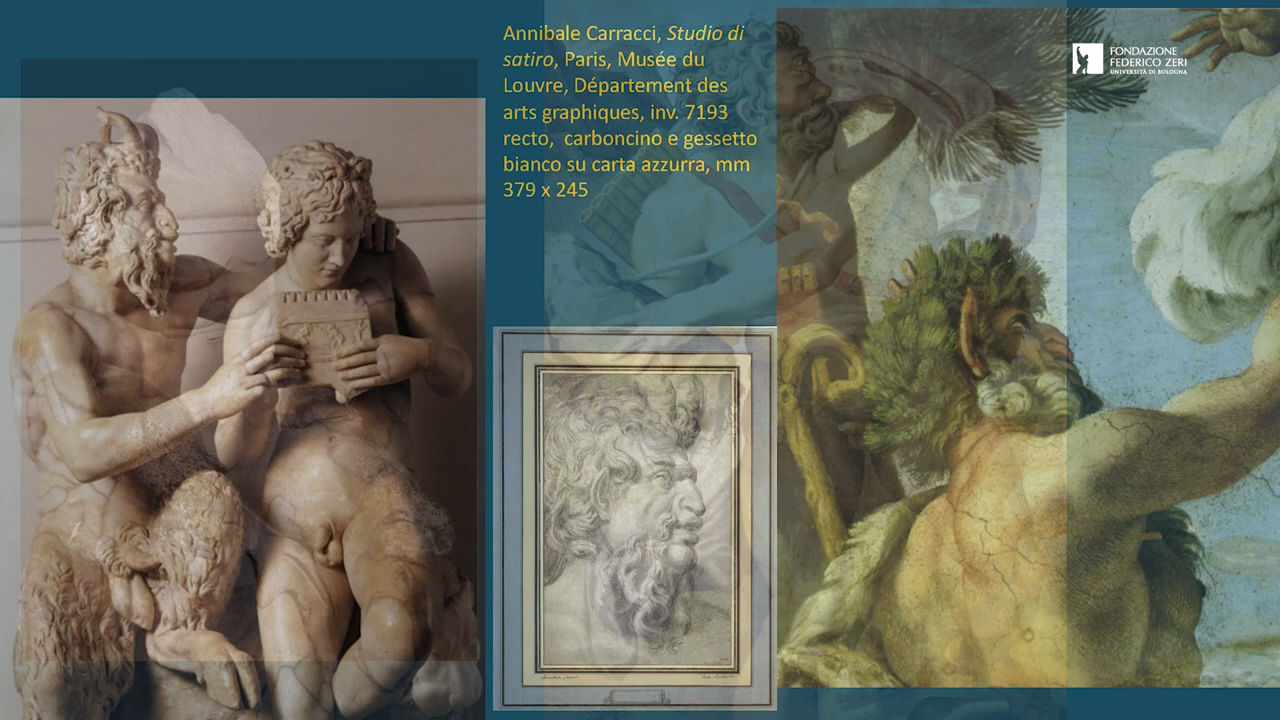 Annibale Carracci, Studio di
satiro, Paris, Musée du
Louvre, Département des
arts graphiques, inv. 7193
recto,  carboncino e gessetto
bianco su carta azzurra, mm
379 x 245
FONDAZIONE
FEDERICO ZERI
UNIVERSITÀ DI BOLOGNA